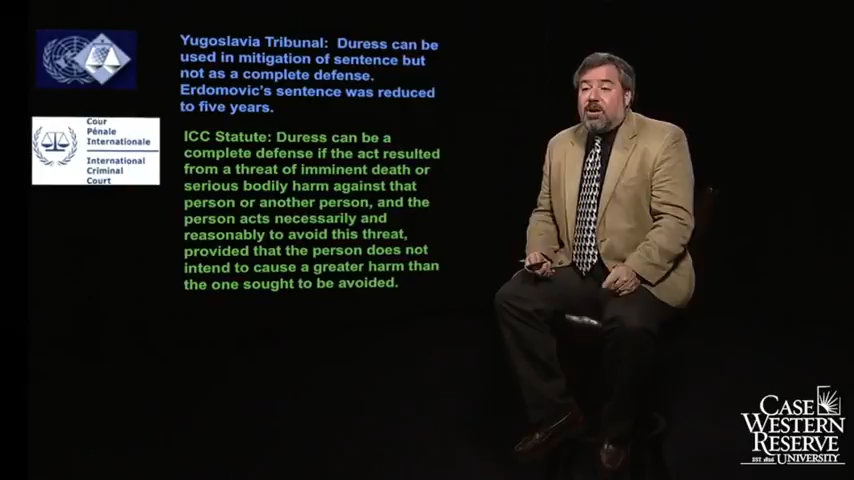 Yugoslavia Tribunal: Duress can be
used in mitigation of sentence but
not as a complete defense.
Erdomovic's sentence was reduced
to five years.
Cour
Pénale
Internationale
International
Criminal
Court
ICC Statute: Duress can be a
complete defense if the act resulted
from a threat of imminent death or
serious bodily harm against that
person or another person, and the
person acts necessarily and
reasonably to avoid this threat,
provided that the person does not
intend to cause a greater harm than
the one sought to be avoided.
CASE
WESTERN
RESERVE
EST 1826 UNIVERSITY